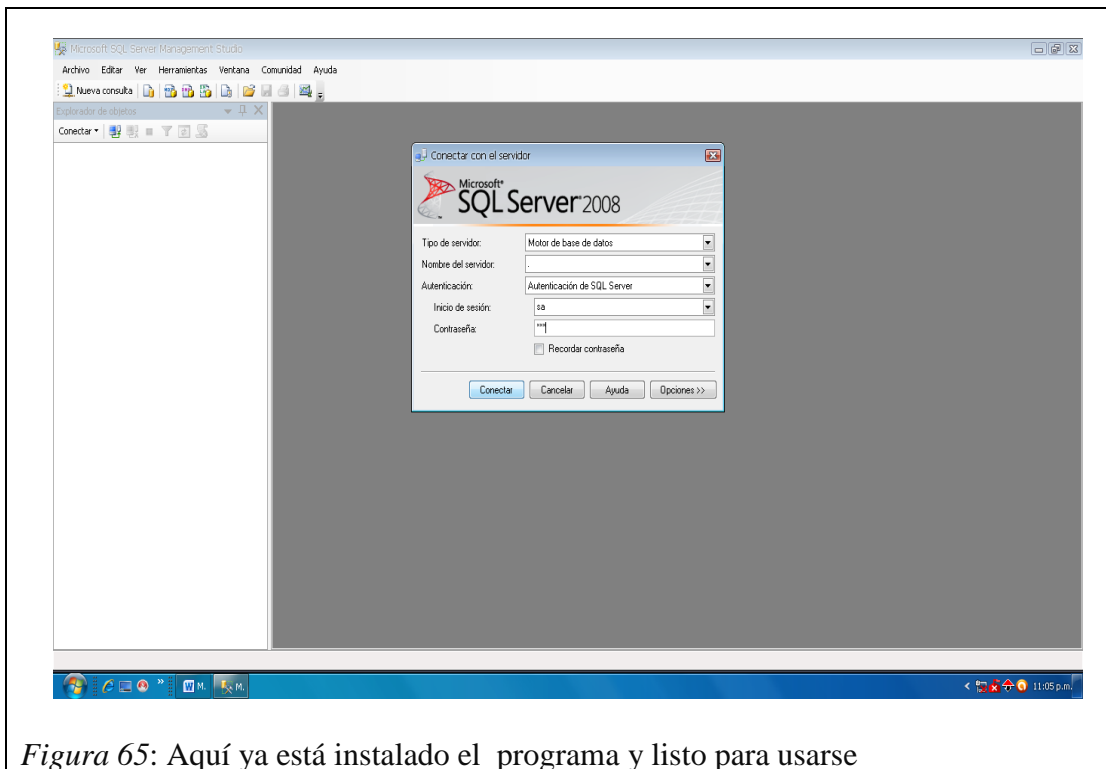 Microsoft SQL Server Management Studio
Archivo Editar Ver Herramientas Ventana Comunidad Ayuda
Nueva consulta
Explorador de objetos
Conectar
Conectar con el servidor
Microsoft
SQL Server 2008
Tipo de servidor: Motor de base de datos
Nombre del servidor: .
Autenticación: Autenticación de SQL Server
Inicio de sesión: sa
Contraseña: ***
Recordar contraseña
Conectar Cancelar Ayuda Opciones >>
M. M. 11:05 p.m.
Figura 65: Aquí ya está instalado el programa y listo para usarse